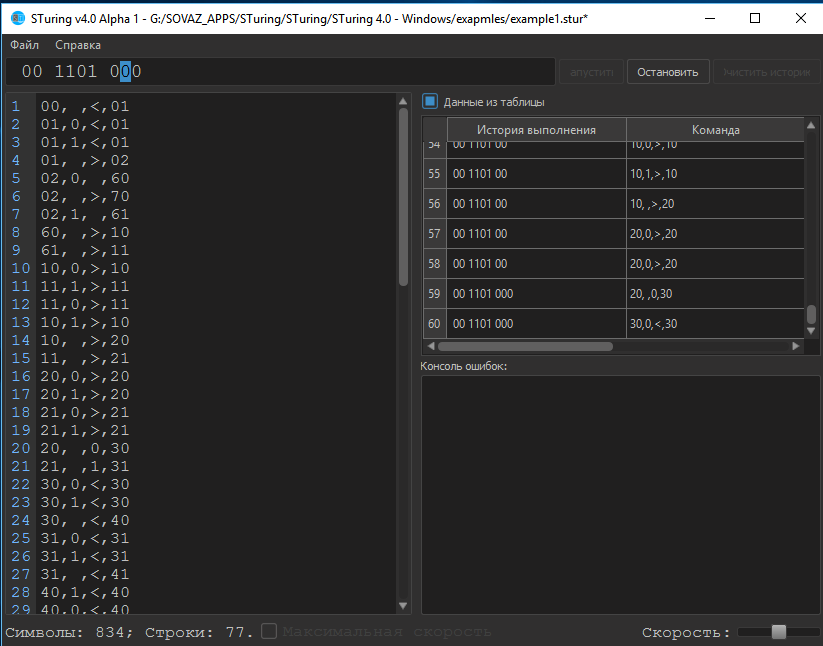 STuring v4.0 Alpha 1 - G:/SOVAZ_APPS/STuring/STuring/STuring 4.0 - Windows/exapmles/example1.stur*
Файл Справка
00 1101 000
апустить Остановить Очистить истори
1 00, ,<,01
2 01,0,<,01
3 01,1,<,01
4 01, ,>,02
5 02,0, ,60
6 02, ,>,70
7 02,1, ,61
8 60, ,>,10
9 61, ,>,11
10 10,0,>,10
11 11,1,>,11
12 11,0,>,11
13 10,1,>,10
14 10, ,>,20
15 11, ,>,21
16 20,0,>,20
17 20,1,>,20
18 21,0,>,21
19 21,1,>,21
20 20, ,0,30
21 21, ,1,31
22 30,0,<,30
23 30,1,<,30
24 30, ,<,40
25 31,0,<,31
26 31,1,<,31
27 31, ,<,41
28 40,1,<,40
29 40,0,<,40
Данные из таблицы
История выполнения Команда
54 00 1101 00 10,0,>,10
55 00 1101 00 10,1,>,10
56 00 1101 00 10, ,>,20
57 00 1101 00 20,0,>,20
58 00 1101 00 20,0,>,20
59 00 1101 000 20, ,0,30
60 00 1101 000 30,0,<,30
Консоль ошибок:
Символы: 834; Строки: 77. Максимальная скорость Скорость: